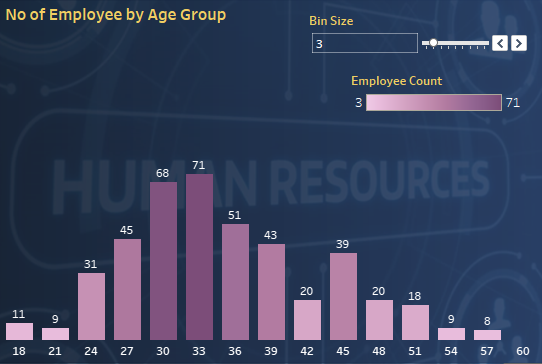 No of Employee by Age Group
Bin Size
3
Employee Count
3 71
HUMAN RESOURCES
11 9 31 45 68 71 51 43 20 39 20 18 9 8
18 21 24 27 30 33 36 39 42 45 48 51 54 57 60